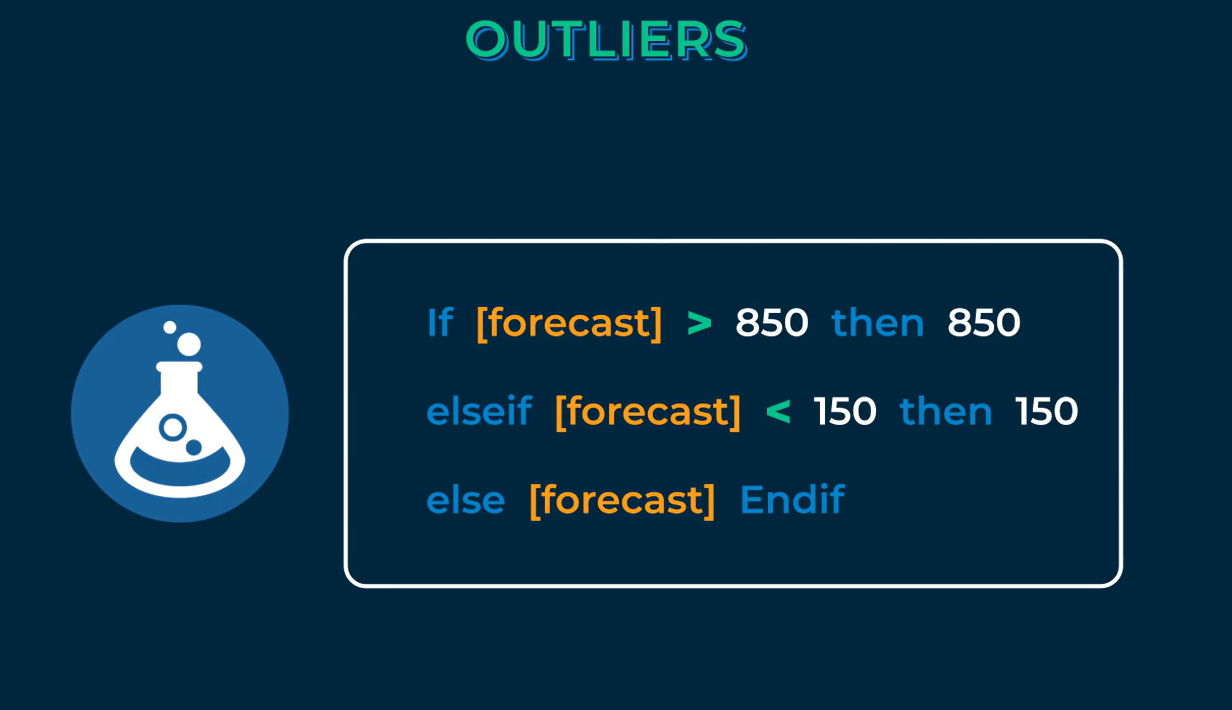 OUTLIERS
If [forecast] > 850 then 850
elseif [forecast] < 150 then 150
else [forecast] Endif